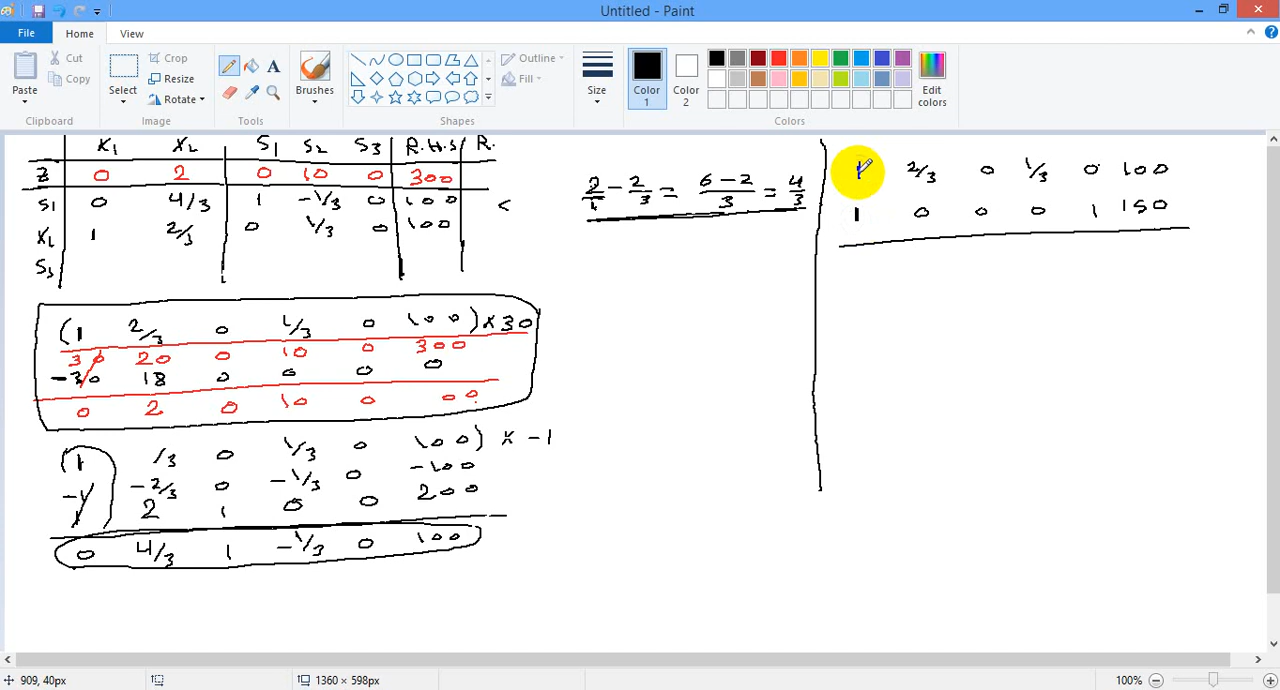 Untitled - Paint
File Home View
Paste Cut Copy
Select Crop Resize Rotate
Brushes
Outline Fill
Size
Color 1
Color 2
Edit colors
Clipboard Image Tools Shapes Colors
X1 X2 S1 S2 S3 R.H.S R.
Z 0 2 0 10 0 300
S1 0 4/3 1 -1/3 0 100 <
X1 1 2/3 0 1/3 0 100
S3
(1 2/3 0 1/3 0 100) x 30
30 20 0 10 0 300
-30 18 0 0 0 0
0 2 0 10 0 00
(1 /3 0 1/3 0 100) x -1
-1 -2/3 0 -1/3 0 -100
1 2 1 0 0 200
0 4/3 1 -1/3 0 100
2/1 - 2/3 = 6-2/3 = 4/3
1 2/3 0 1/3 0 100
1 0 0 0 1 150
909, 40px
1360 × 598px
100%